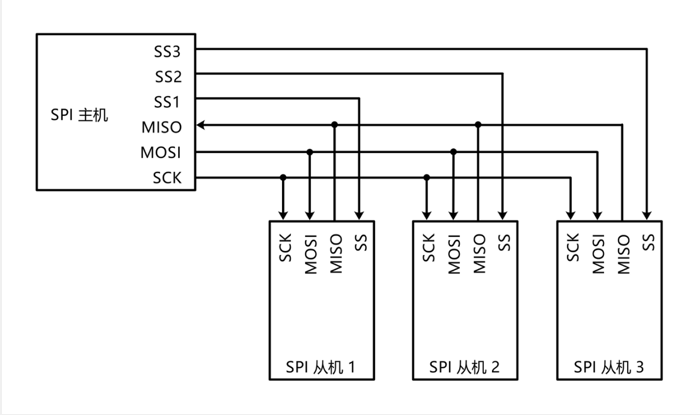 SS3
SS2
SS1
SPI 主机
MISO
MOSI
SCK
SCK MOSI MISO SS
SCK MOSI MISO SS
SCK MOSI MISO SS
SPI 从机 1
SPI 从机 2
SPI 从机 3